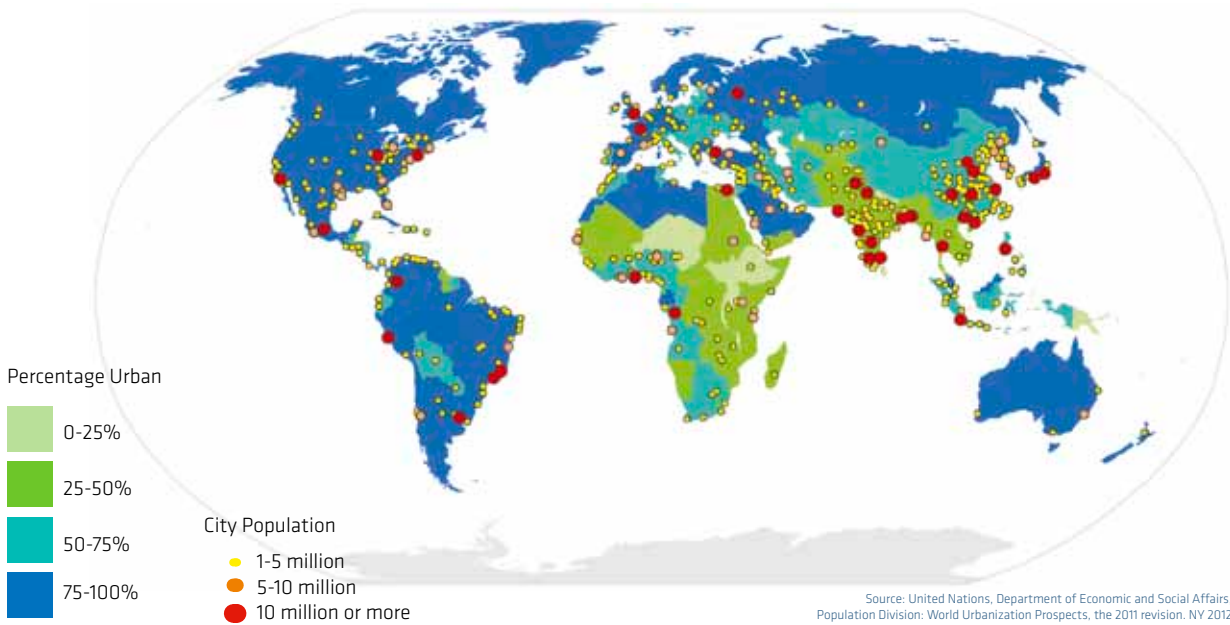 Percentage Urban
0-25%
25-50%
50-75%
75-100%
City Population
1-5 million
5-10 million
10 million or more
Source: United Nations, Department of Economic and Social Affairs
Population Division: World Urbanization Prospects, the 2011 revision. NY 2012